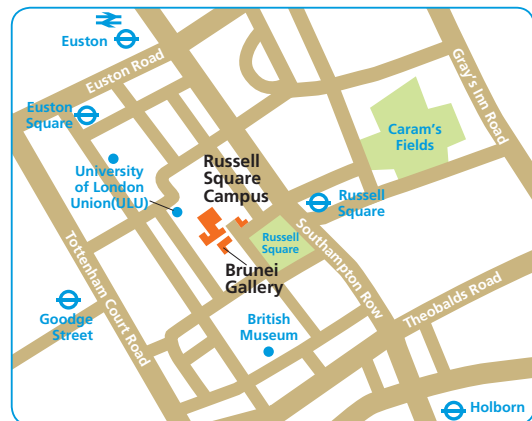 Euston
Euston Road
Gray's Inn Road
Euston
Square
Caram's
Fields
University
of London
Union(ULU)
Russell
Square
Campus
Russell
Square
Russell
Square
Southampton Row
Brunei
Gallery
Tottenham Court Road
Theobalds Road
Goodge
Street
British
Museum
Holborn